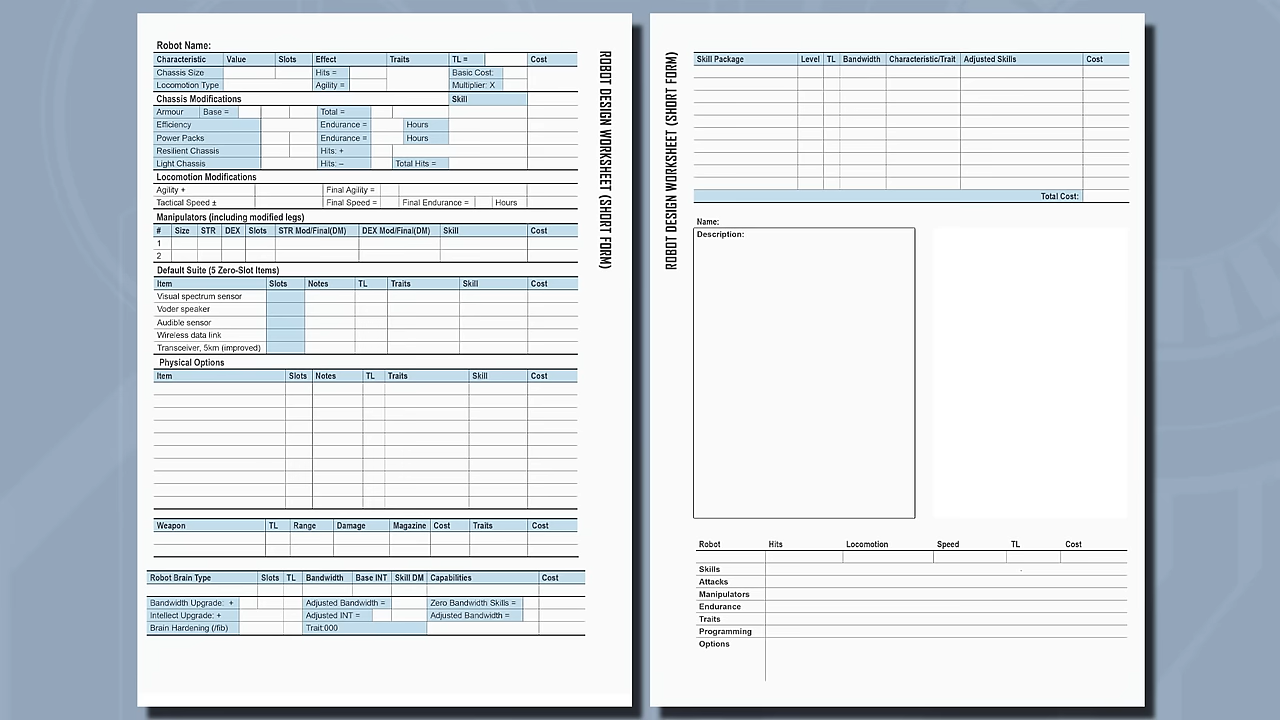 Robot Name:
Characteristic Value Slots Effect Traits TL = Cost
Chassis Size Hits = Basic Cost:
Locomotion Type Agility = Multiplier: X
Chassis Modifications Skill
Armour Base = Total =
Efficiency Endurance = Hours
Power Packs Endurance = Hours
Resilient Chassis Hits: +
Light Chassis Hits: – Total Hits =
Locomotion Modifications
Agility + Final Agility =
Tactical Speed ± Final Speed = Final Endurance = Hours
Manipulators (including modified legs)
# Size STR DEX Slots STR Mod/Final(DM) DEX Mod/Final(DM) Skill Cost
1
2
Default Suite (5 Zero-Slot Items)
Item Slots Notes TL Traits Skill Cost
Visual spectrum sensor
Voder speaker
Audible sensor
Wireless data link
Transceiver, 5km (improved)
Physical Options
Item Slots Notes TL Traits Skill Cost
Weapon TL Range Damage Magazine Cost Traits Cost
Robot Brain Type Slots TL Bandwidth Base INT Skill DM Capabilities Cost
Bandwidth Upgrade: + Adjusted Bandwidth = Zero Bandwidth Skills =
Intellect Upgrade: + Adjusted INT = Adjusted Bandwidth =
Brain Hardening (/fib) Trait:000
ROBOT DESIGN WORKSHEET (SHORT FORM)
ROBOT DESIGN WORKSHEET (SHORT FORM)
Skill Package Level TL Bandwidth Characteristic/Trait Adjusted Skills Cost
Total Cost:
Name:
Description:
Robot Hits Locomotion Speed TL Cost
Skills
Attacks
Manipulators
Endurance
Traits
Programming
Options